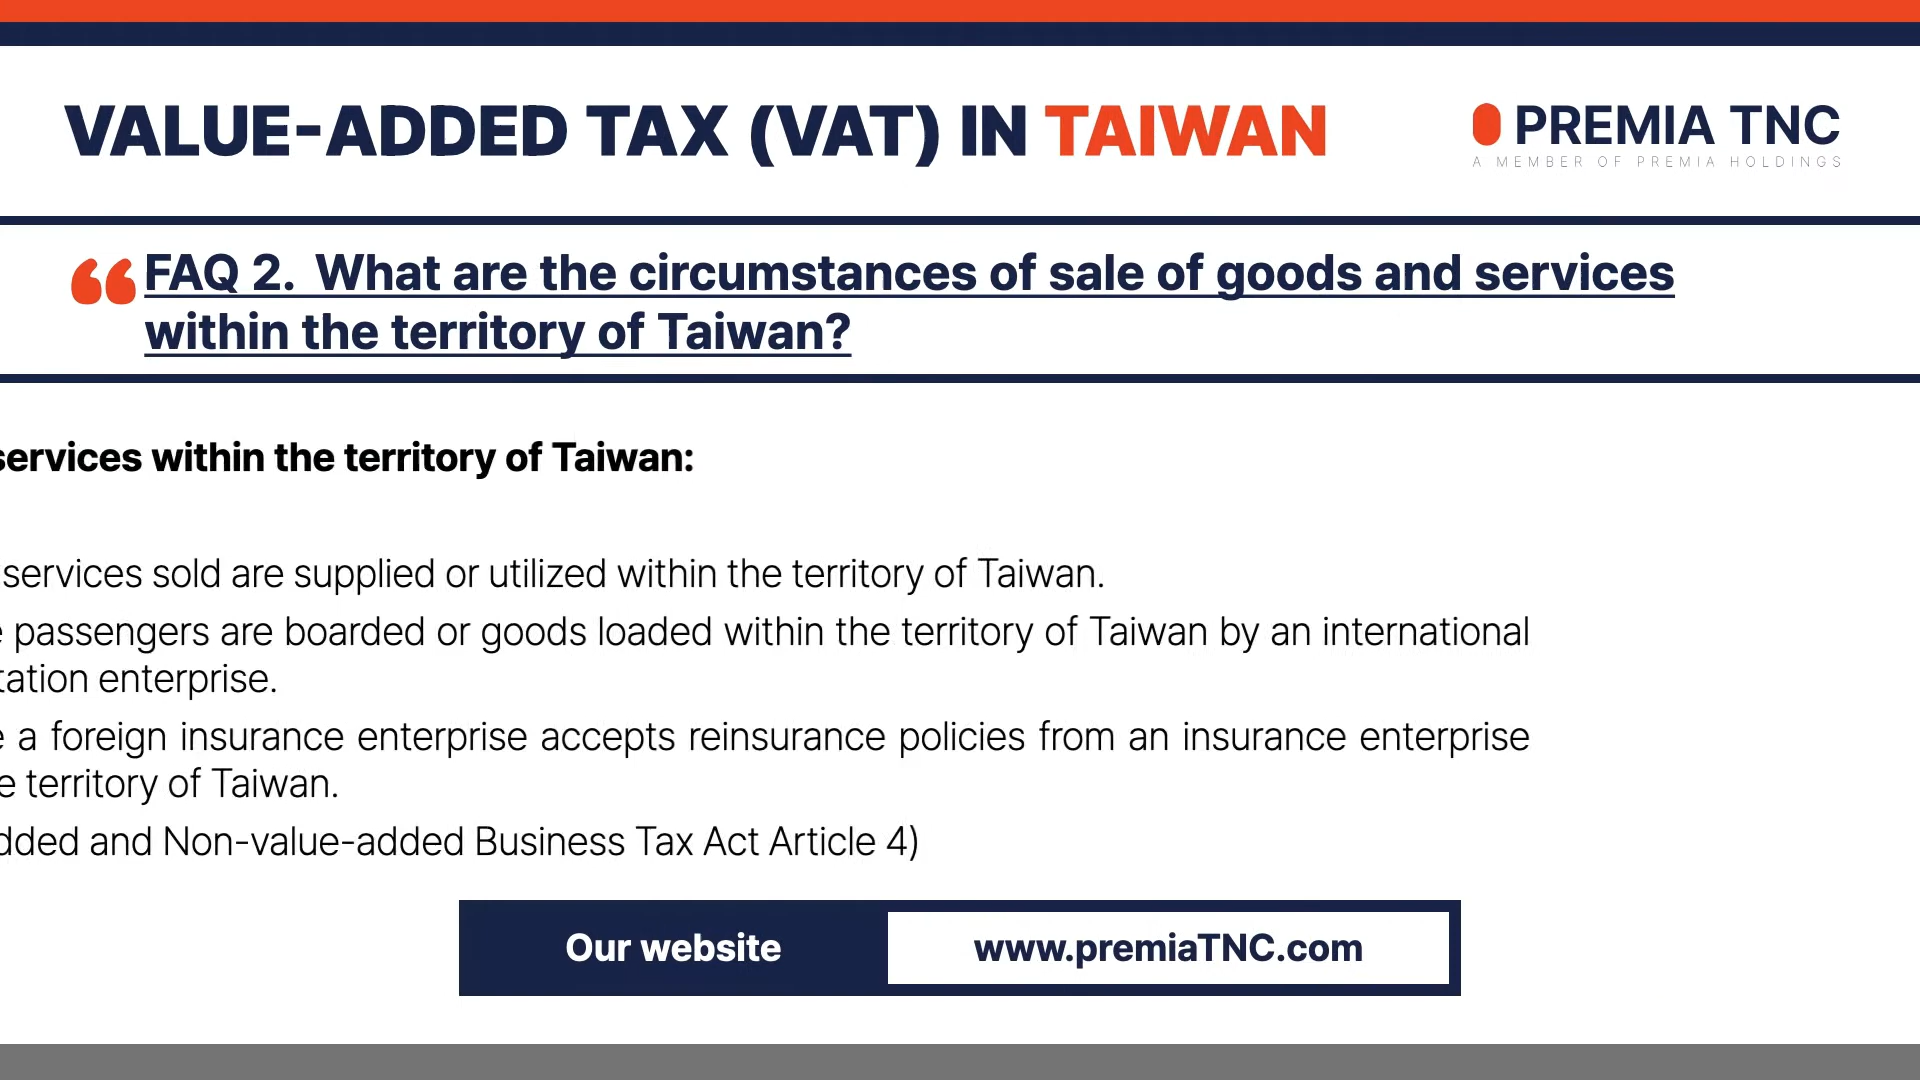 VALUE-ADDED TAX (VAT) IN TAIWAN
PREMIA TNC
A MEMBER OF PREMIA HOLDINGS
“ FAQ 2. What are the circumstances of sale of goods and services
within the territory of Taiwan?
services within the territory of Taiwan:
services sold are supplied or utilized within the territory of Taiwan.
passengers are boarded or goods loaded within the territory of Taiwan by an international
tation enterprise.
a foreign insurance enterprise accepts reinsurance policies from an insurance enterprise
e territory of Taiwan.
dded and Non-value-added Business Tax Act Article 4)
Our website
www.premiaTNC.com